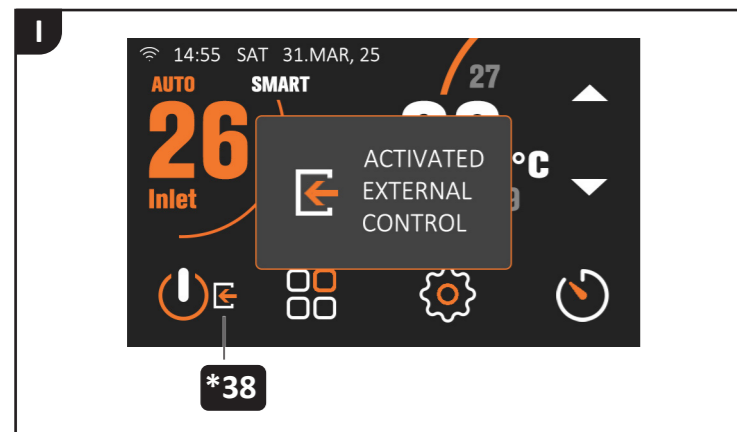 I
14:55 SAT 31.MAR, 25
AUTO SMART 27
26 °C
Inlet
ACTIVATED
EXTERNAL
CONTROL
*38